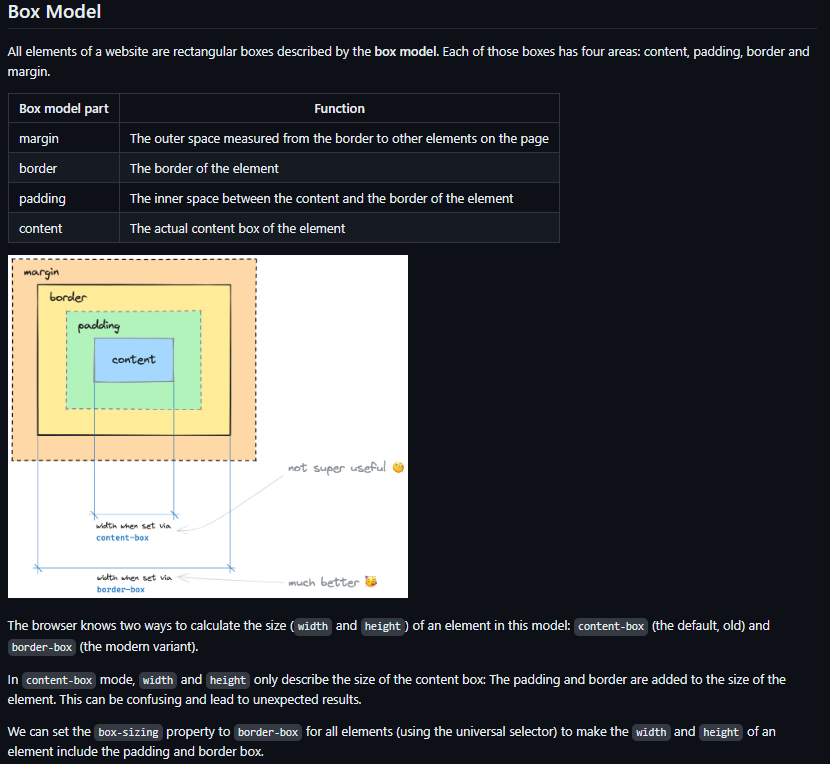 Box Model
All elements of a website are rectangular boxes described by the box model. Each of those boxes has four areas: content, padding, border and
margin.
Box model part Function
margin The outer space measured from the border to other elements on the page
border The border of the element
padding The inner space between the content and the border of the element
content The actual content box of the element
margin
border
padding
content
not super useful 🧐
width when set via
content-box
width when set via
border-box
much better 🥳
The browser knows two ways to calculate the size ( width and height ) of an element in this model: content-box (the default, old) and
border-box (the modern variant).
In content-box mode, width and height only describe the size of the content box: The padding and border are added to the size of the
element. This can be confusing and lead to unexpected results.
We can set the box-sizing property to border-box for all elements (using the universal selector) to make the width and height of an
element include the padding and border box.